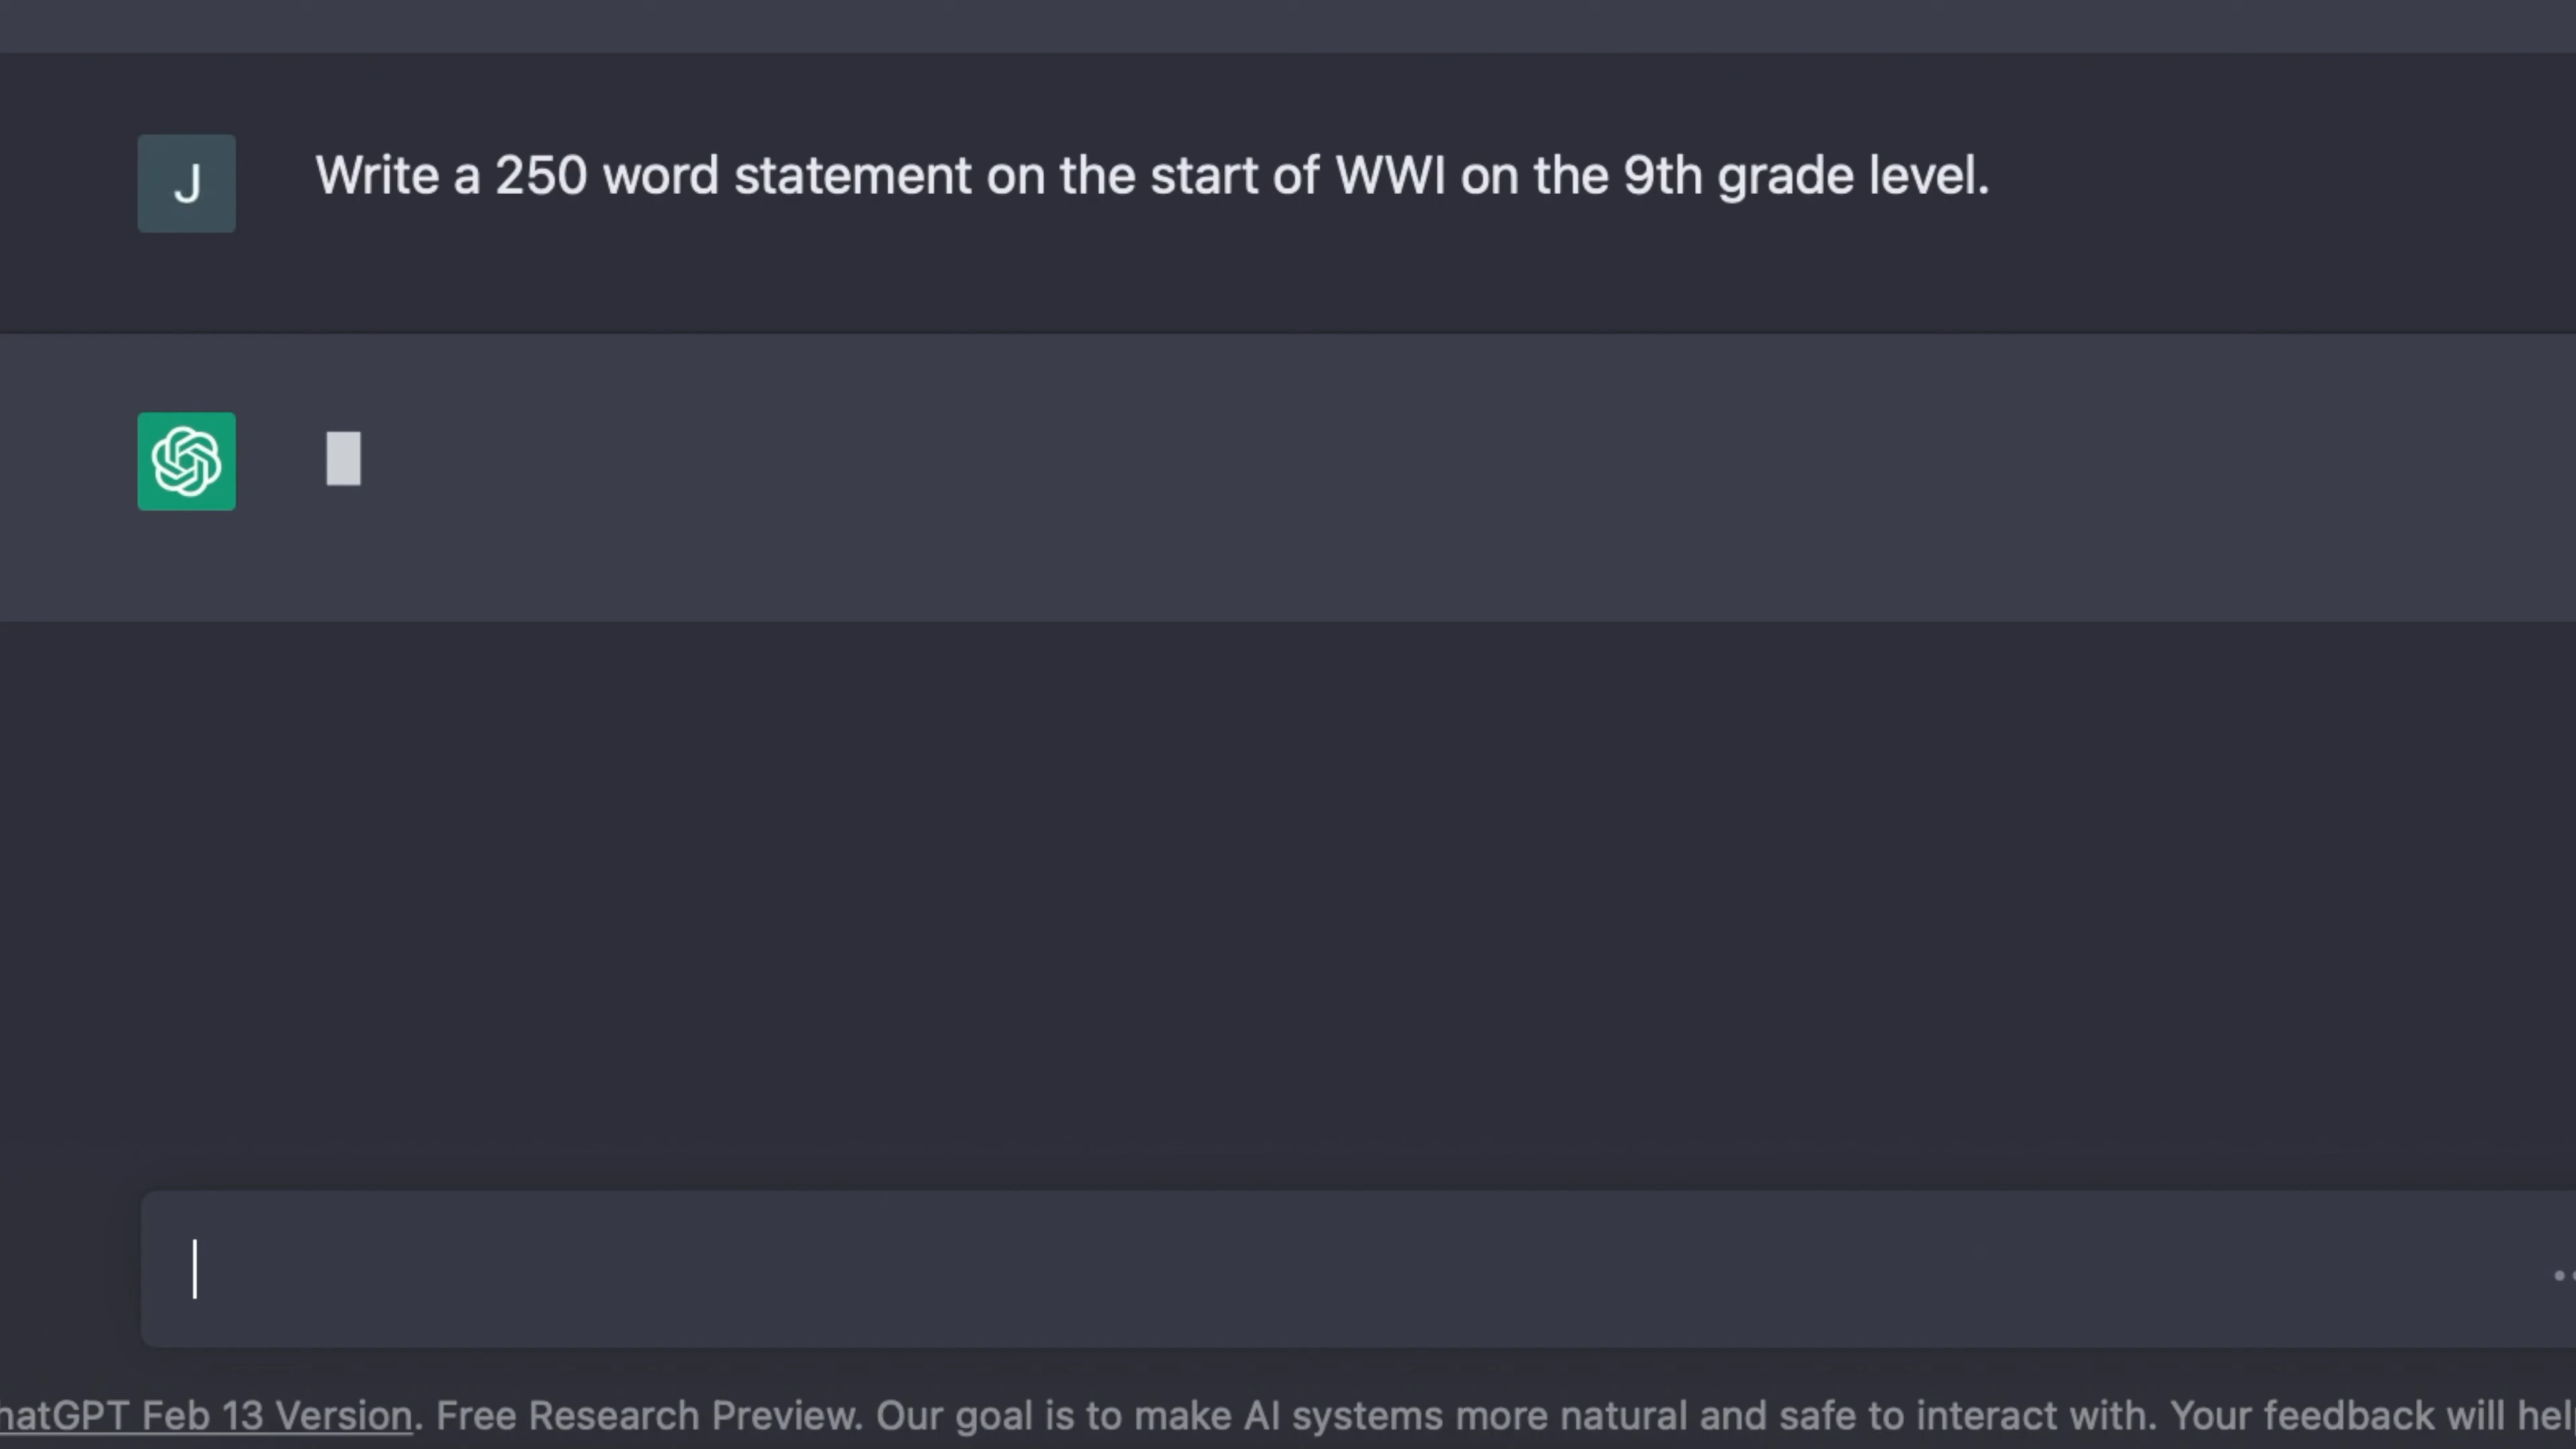 J
Write a 250 word statement on the start of WWI on the 9th grade level.
hatGPT Feb 13 Version. Free Research Preview. Our goal is to make AI systems more natural and safe to interact with. Your feedback will hel